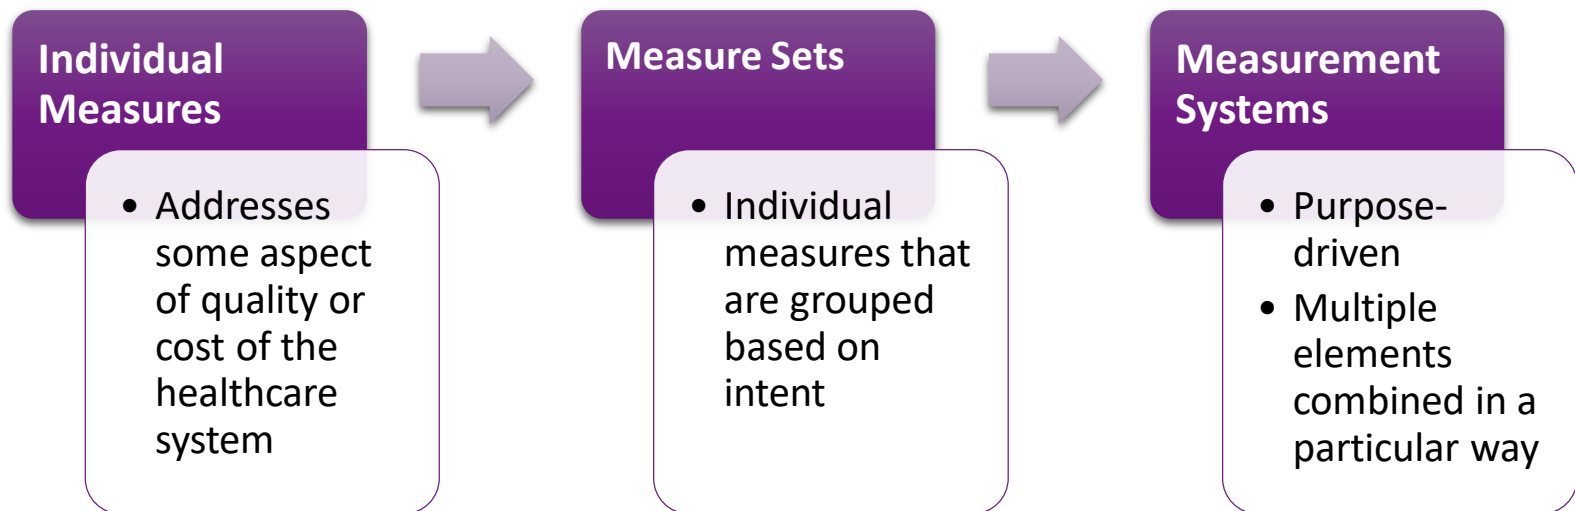 Individual
Measures
• Addresses
some aspect
of quality or
cost of the
healthcare
system
Measure Sets
• Individual
measures that
are grouped
based on
intent
Measurement
Systems
• Purpose-
driven
• Multiple
elements
combined in a
particular way